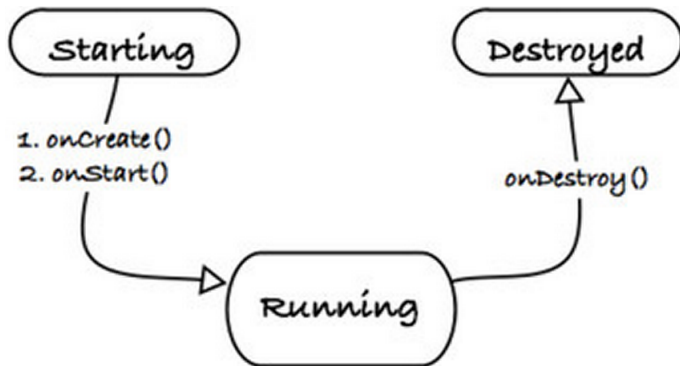 Starting
Destroyed
1. onCreate()
2. onStart()
onDestroy()
Running